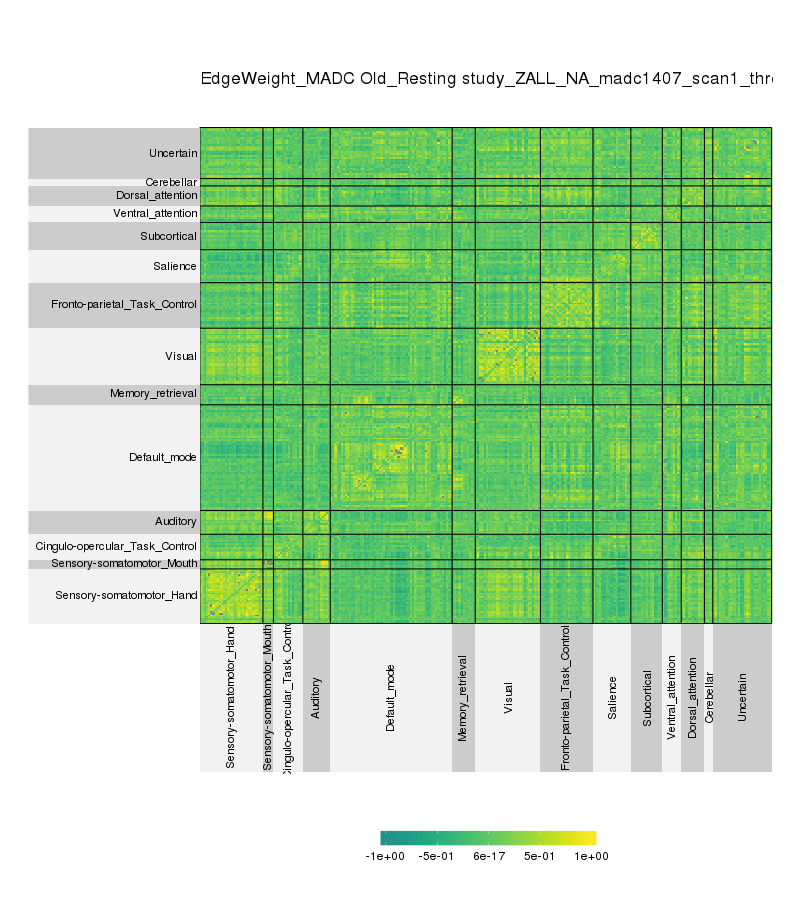 EdgeWeight_MADC Old_Resting study_ZALL_NA_madc1407_scan1_thr
Uncertain
Cerebellar
Dorsal_attention
Ventral_attention
Subcortical
Salience
Fronto-parietal_Task_Control
Visual
Memory_retrieval
Default_mode
Auditory
Cingulo-opercular_Task_Control
Sensory-somatomotor_Mouth
Sensory-somatomotor_Hand
Sensory-somatomotor_Hand
Sensory-somatomotor_Mouth
Cingulo-opercular_Task_Control
Auditory
Default_mode
Memory_retrieval
Visual
Fronto-parietal_Task_Control
Salience
Subcortical
Ventral_attention
Dorsal_attention
Cerebellar
Uncertain
-1e+00 -5e-01 6e-17 5e-01 1e+00